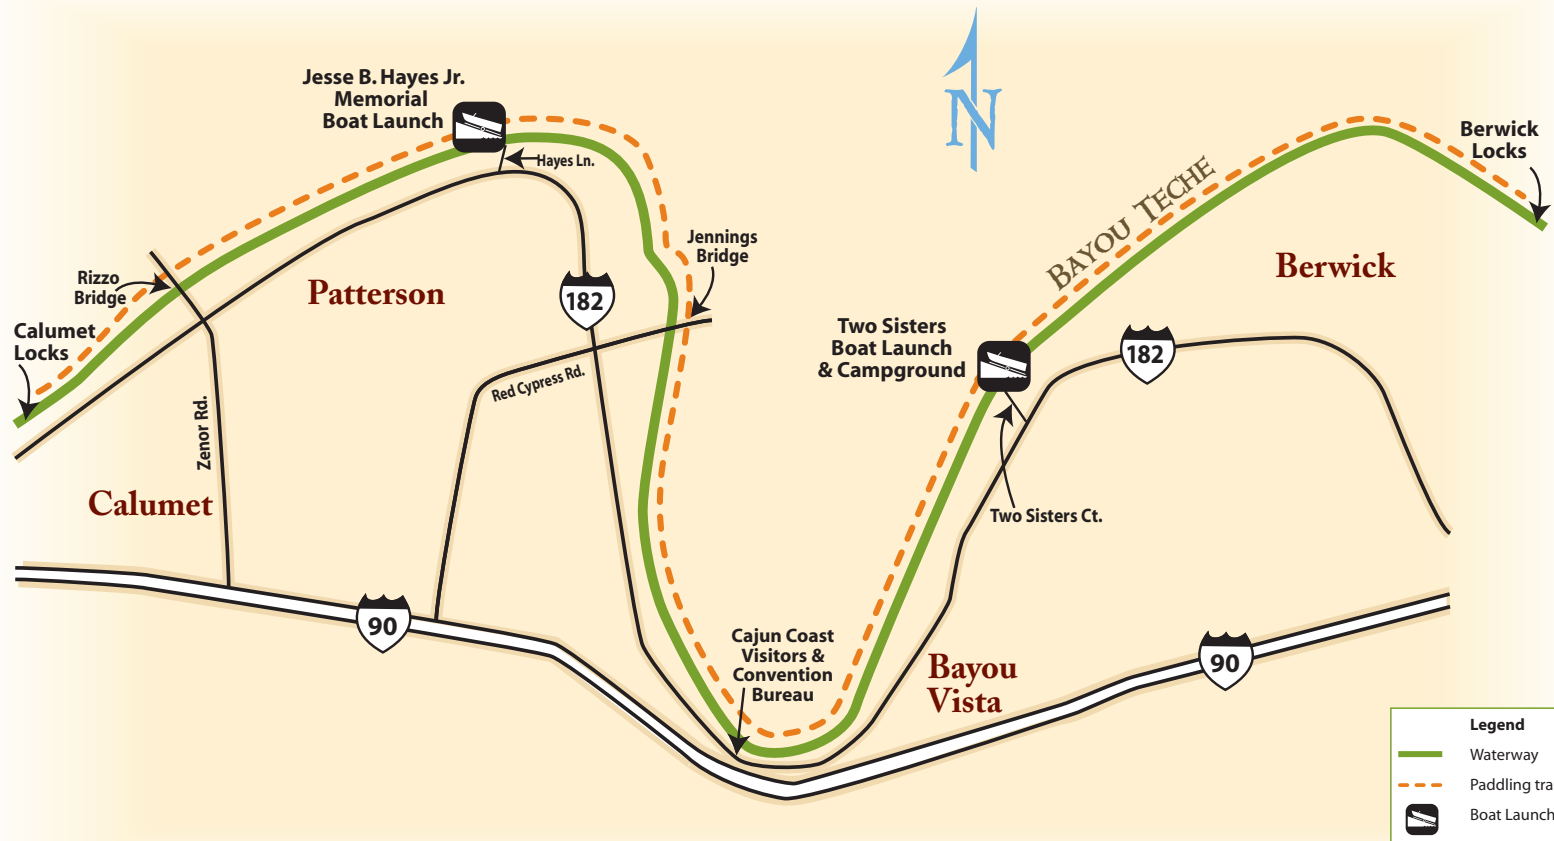 Jesse B. Hayes Jr.
Memorial
Boat Launch
Hayes Ln.
N
Berwick
Locks
BAYOU TECHE
Jennings
Bridge
Berwick
Rizzo
Bridge
Patterson
182
Calumet
Locks
Two Sisters
Boat Launch
& Campground
182
Red Cypress Rd.
Zenor Rd.
Calumet
Two Sisters Ct.
90
Cajun Coast
Visitors &
Convention
Bureau
Bayou
Vista
90
Legend
Waterway
Paddling tra
Boat Launch